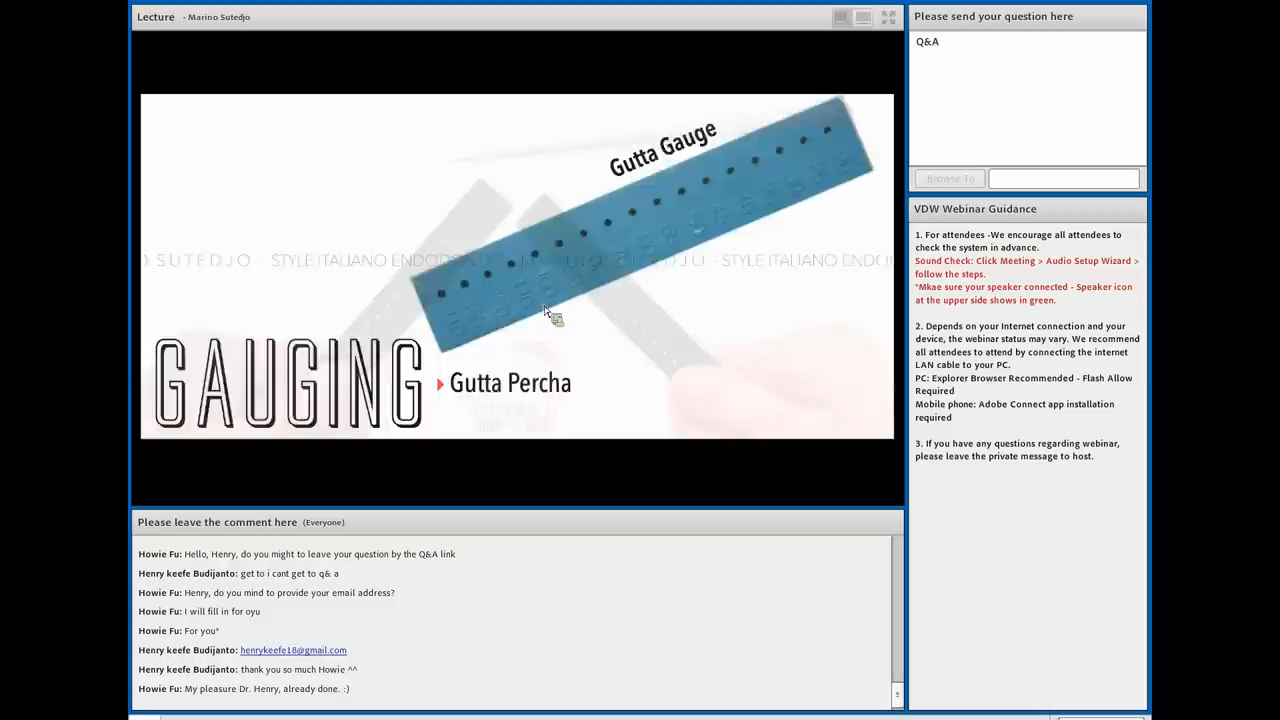 Lecture - Marino Sutedjo
Gutta Gauge
O SUTEDJO - STYLE ITALIANO ENDODONT
EDJO - STYLE ITALIANO ENDO
GAUGING
Gutta Percha
Please leave the comment here (Everyone)
Howie Fu: Hello, Henry, do you might to leave your question by the Q&A link
Henry keefe Budijanto: get to i cant get to q& a
Howie Fu: Henry, do you mind to provide your email address?
Howie Fu: I will fill in for oyu
Howie Fu: For you*
Henry keefe Budijanto: henrykeefe18@gmail.com
Henry keefe Budijanto: thank you so much Howie ^^
Howie Fu: My pleasure Dr. Henry, already done. :)
Please send your question here
Q&A
Browse To
VDW Webinar Guidance
1. For attendees -We encourage all attendees to
check the system in advance.
Sound Check: Click Meeting > Audio Setup Wizard >
follow the steps.
*Mkae sure your speaker connected - Speaker icon
at the upper side shows in green.
2. Depends on your Internet connection and your
device, the webinar status may vary. We recommend
all attendees to attend by connecting the internet
LAN cable to your PC.
PC: Explorer Browser Recommended - Flash Allow
Required
Mobile phone: Adobe Connect app installation
required
3. If you have any questions regarding webinar,
please leave the private message to host.